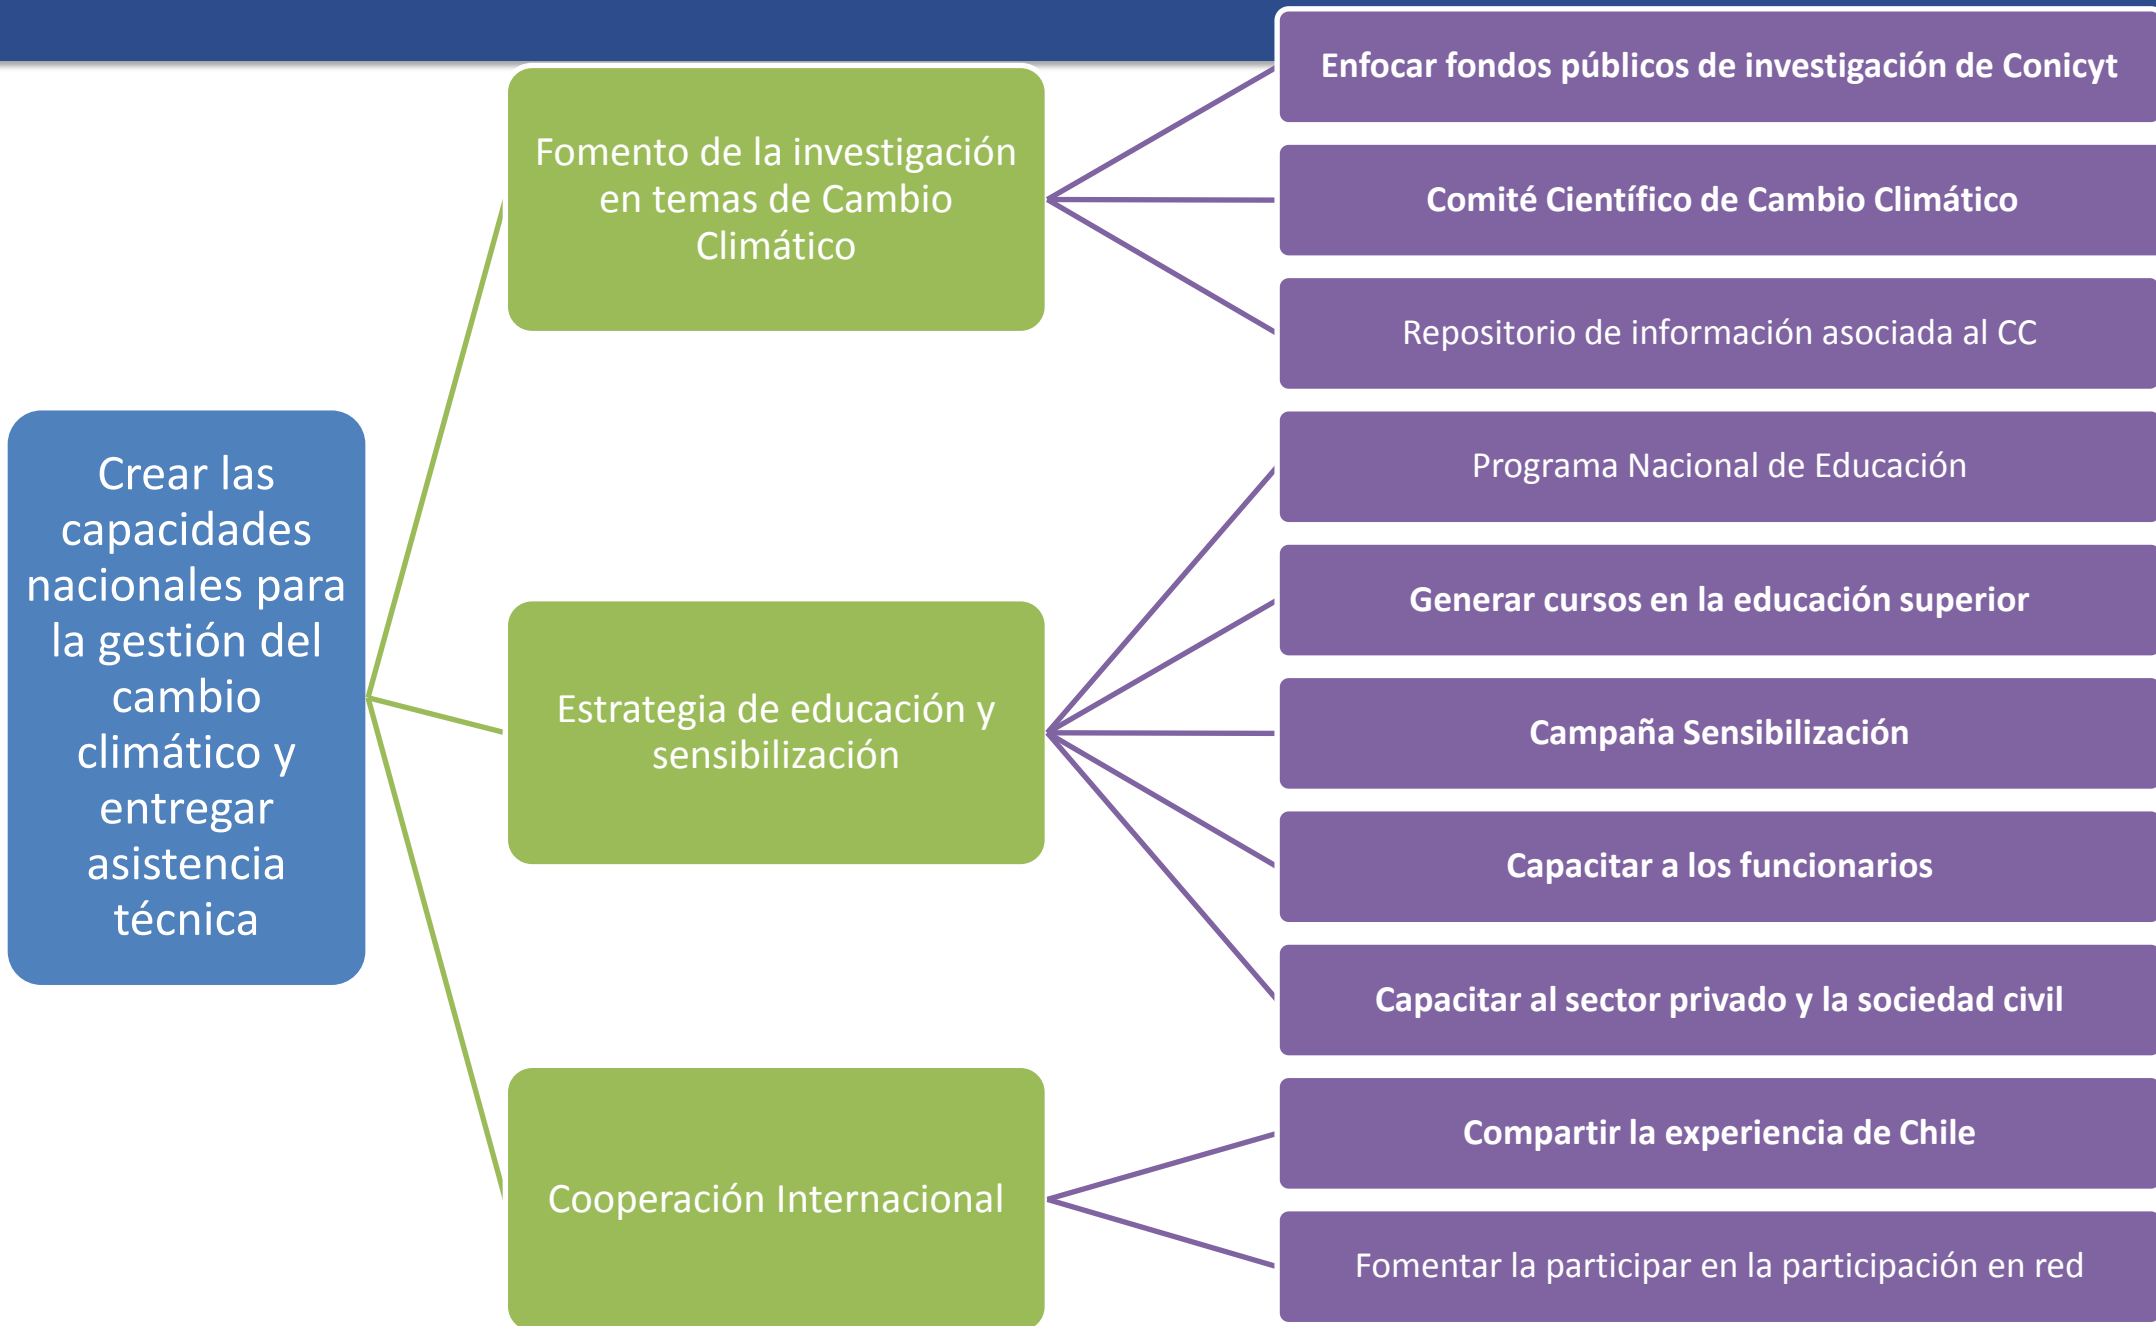 Crear las
capacidades
nacionales para
la gestión del
cambio
climático y
entregar
asistencia
técnica
Fomento de la investigación
en temas de Cambio
Climático
Enfocar fondos públicos de investigación de Conicyt
Comité Científico de Cambio Climático
Repositorio de información asociada al CC
Estrategia de educación y
sensibilización
Programa Nacional de Educación
Generar cursos en la educación superior
Campaña Sensibilización
Capacitar a los funcionarios
Capacitar al sector privado y la sociedad civil
Cooperación Internacional
Compartir la experiencia de Chile
Fomentar la participar en la participación en red